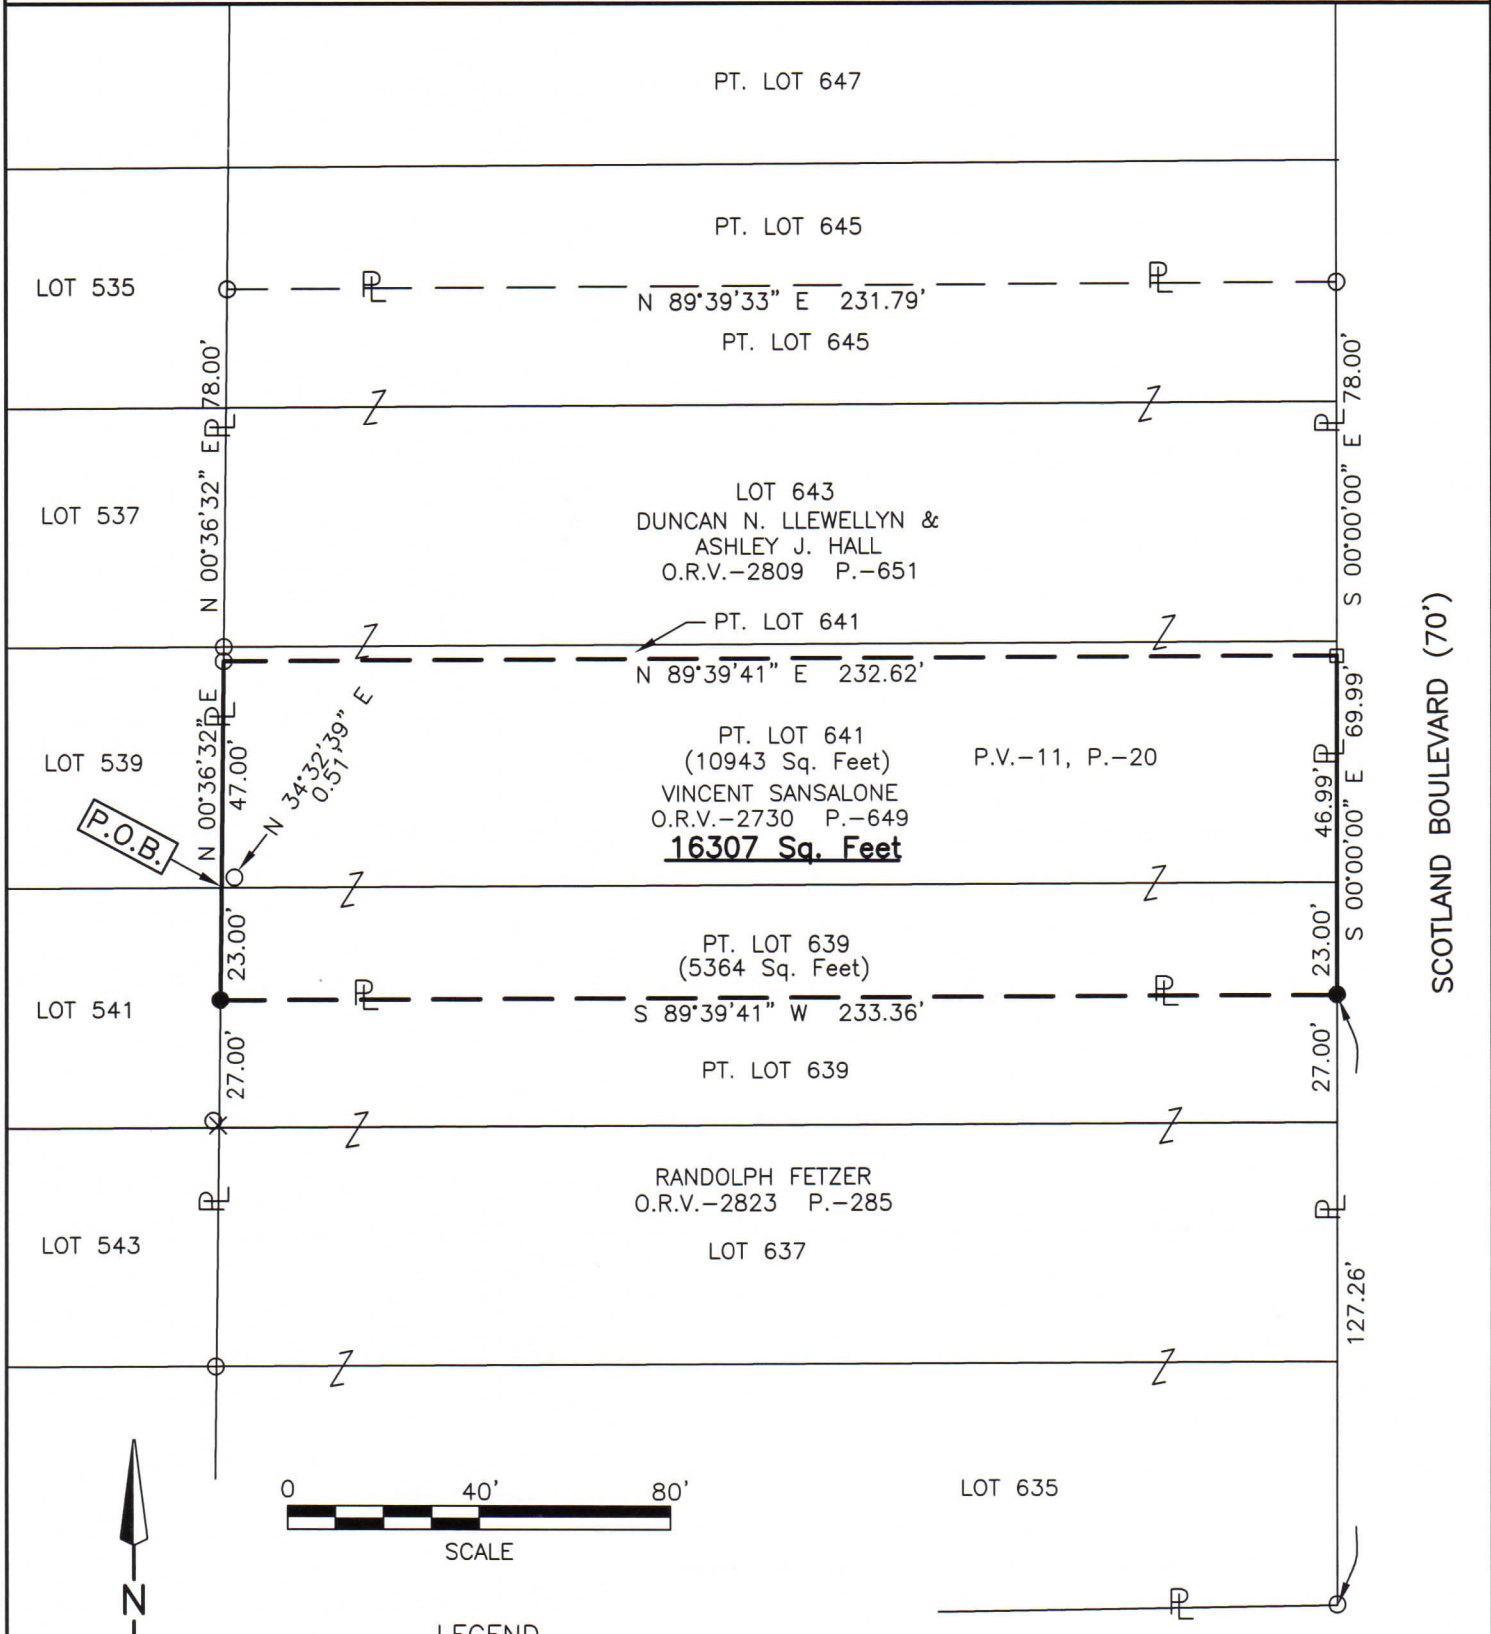 PT. LOT 647
PT. LOT 645
LOT 535
N 89°39'33" E 231.79'
PT. LOT 645
N 00°36'32" E 78.00'
S 00°00'00" E 78.00'
LOT 537
LOT 643
DUNCAN N. LLEWELLYN &
ASHLEY J. HALL
O.R.V.-2809 P.-651
PT. LOT 641
N 89°39'41" E 232.62'
N 00°36'32" E
47.00'
N 34°32'39" E
0.51'
LOT 539
PT. LOT 641
(10943 Sq. Feet)
P.V.-11, P.-20
VINCENT SANSALONE
O.R.V.-2730 P.-649
16307 Sq. Feet
46.99'
S 00°00'00" E 69.99'
SCOTLAND BOULEVARD (70')
P.O.B.
23.00'
PT. LOT 639
(5364 Sq. Feet)
23.00'
LOT 541
S 89°39'41" W 233.36'
27.00'
PT. LOT 639
27.00'
RANDOLPH FETZER
O.R.V.-2823 P.-285
LOT 543
LOT 637
127.26'
0 40' 80'
SCALE
LOT 635
N
LEGEND